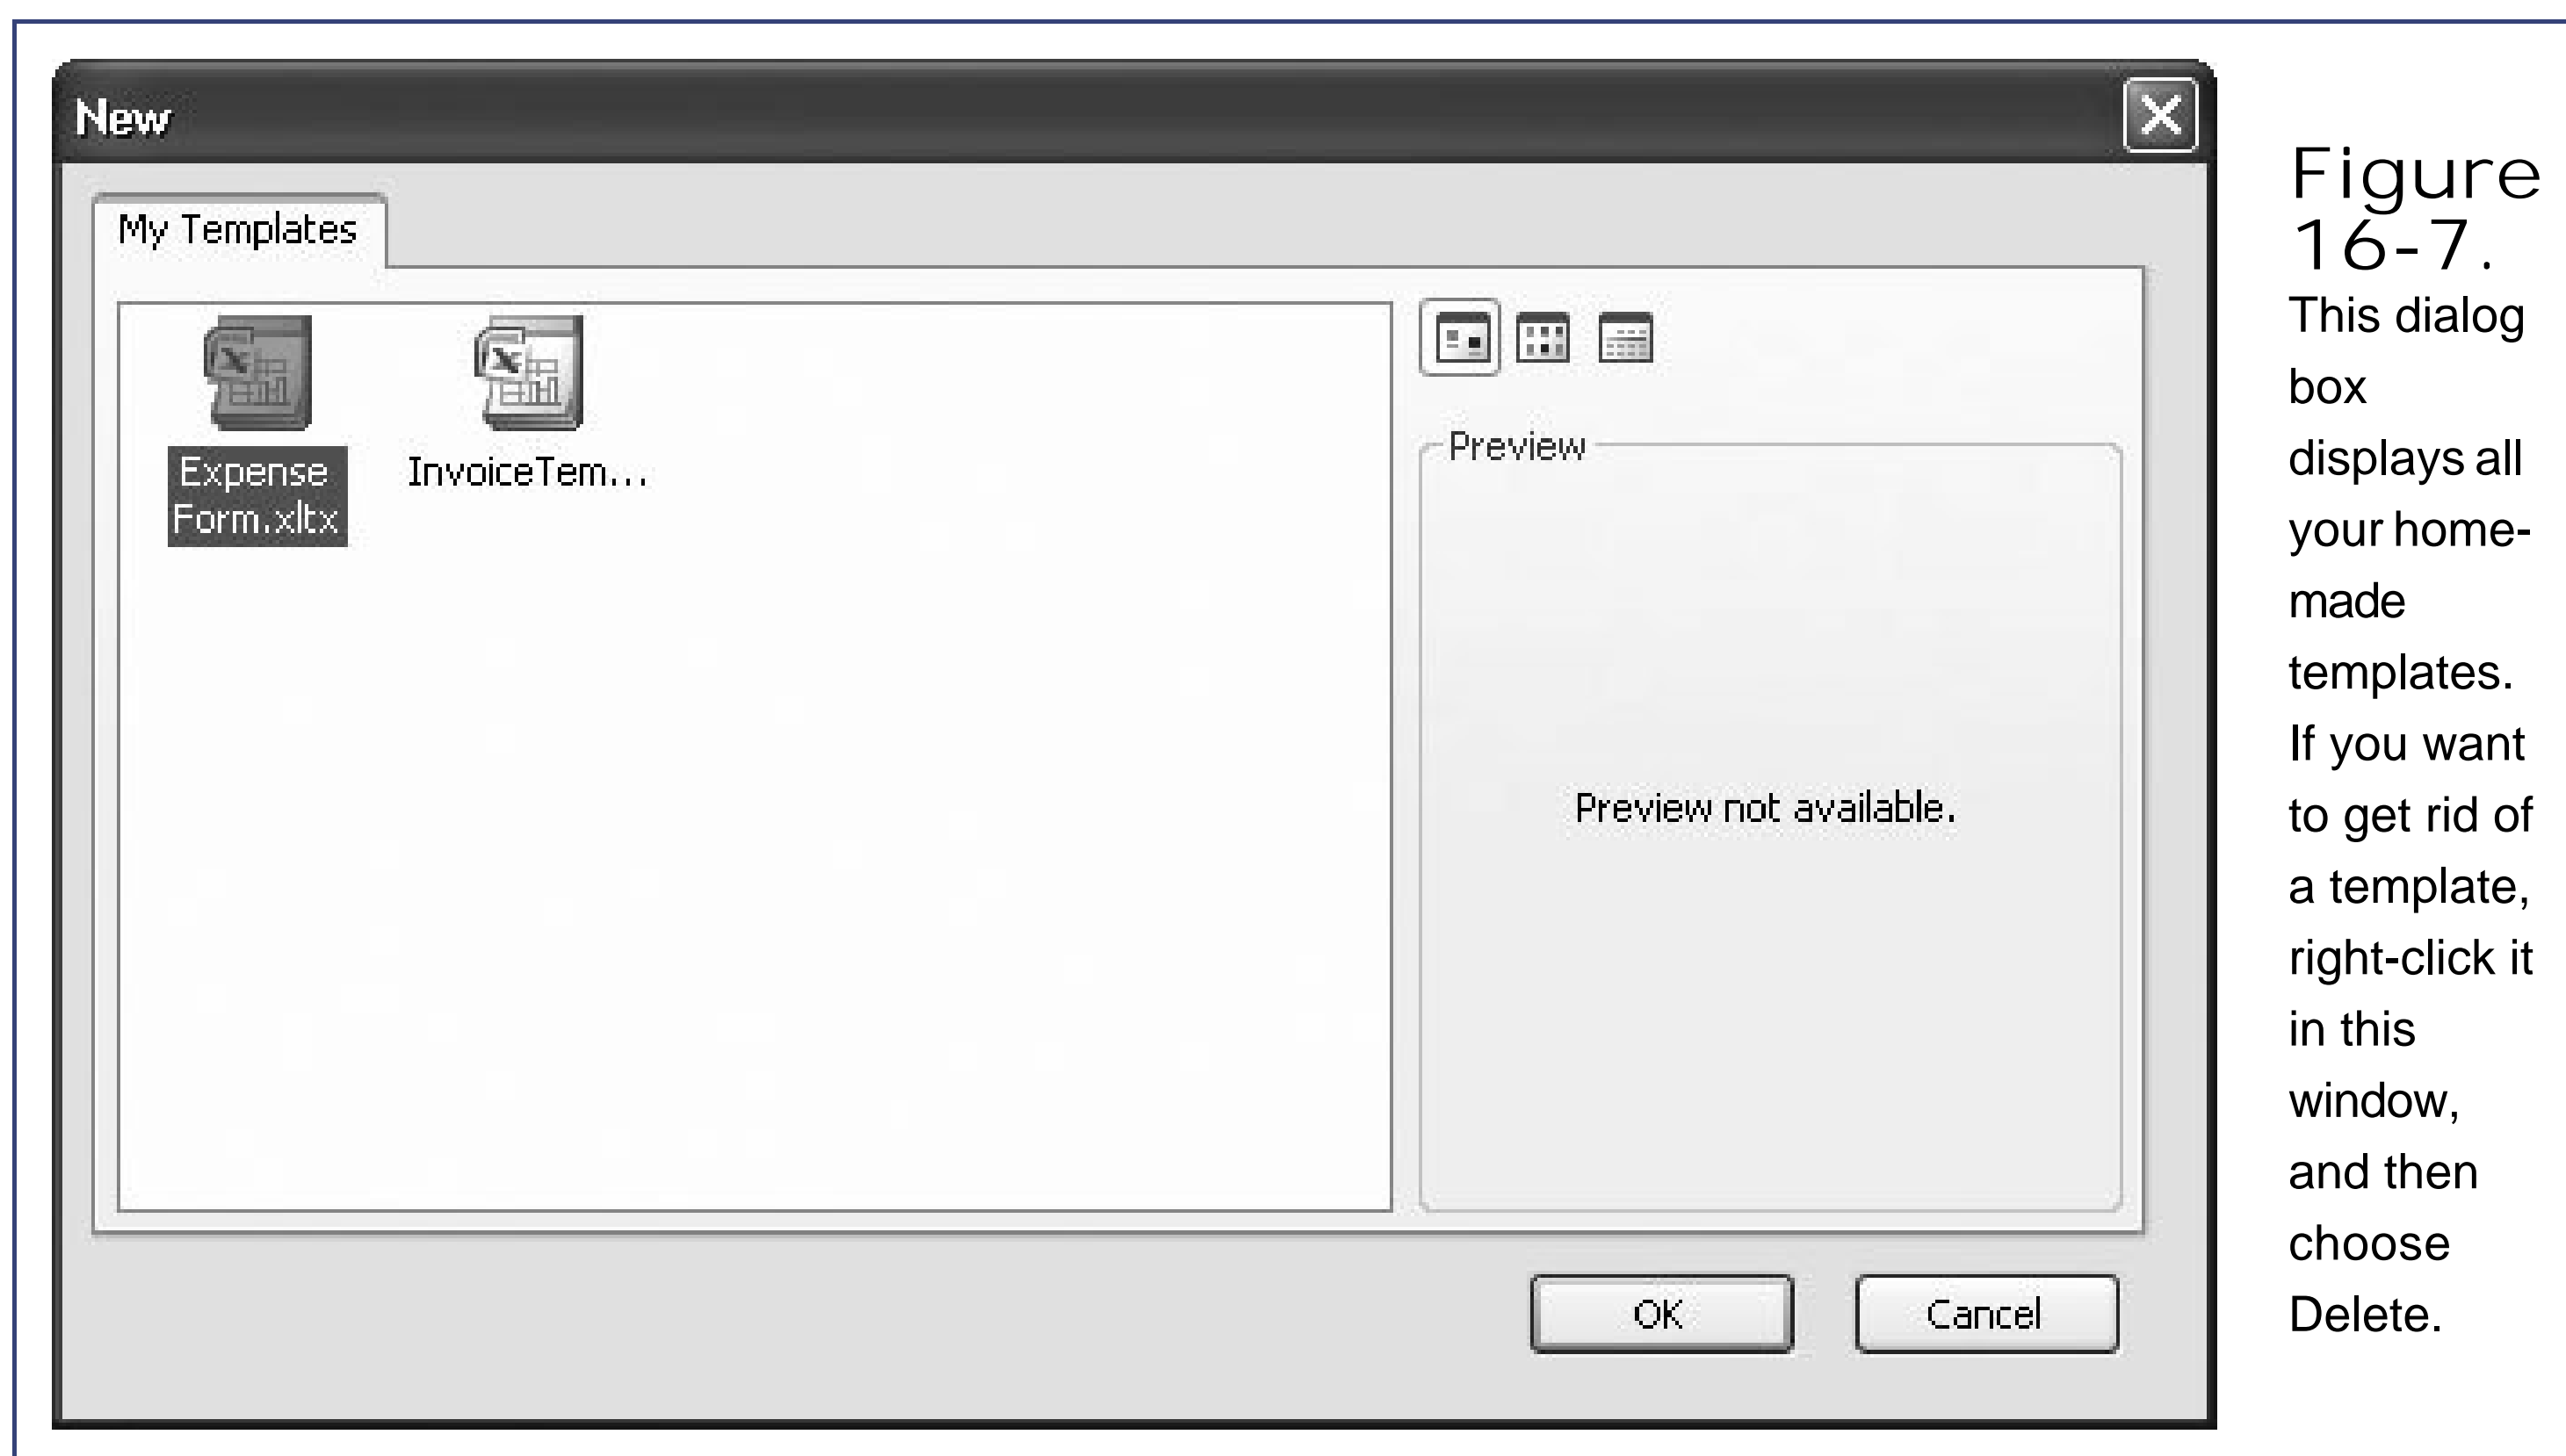 New
My Templates
Expense
Form.xltx
InvoiceTem...
Preview
Preview not available.
OK
Cancel
Figure
16-7.
This dialog
box
displays all
your home-
made
templates.
If you want
to get rid of
a template,
right-click it
in this
window,
and then
choose
Delete.